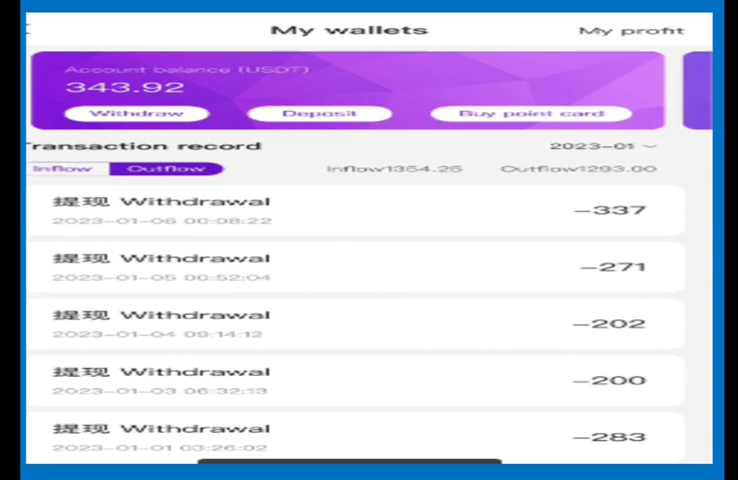 My wallets
My profit
Account balance (USDT)
343.92
Withdraw Deposit Buy point card
Transaction record 2023-01
Inflow Outflow Inflow1354.25 Outflow1293.00
提现 Withdrawal
2023-01-06 00:08:22
-337
提现 Withdrawal
2023-01-05 00:52:04
-271
提现 Withdrawal
2023-01-04 09:14:12
-202
提现 Withdrawal
2023-01-03 06:32:13
-200
提现 Withdrawal
2023-01-01 03:26:02
-283